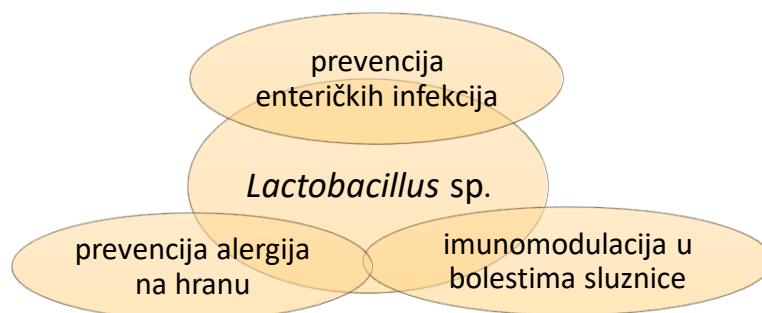 prevencija
enteričkih infekcija
Lactobacillus sp.
prevencija alergija
na hranu
imunomodulacija u
bolestima sluznice